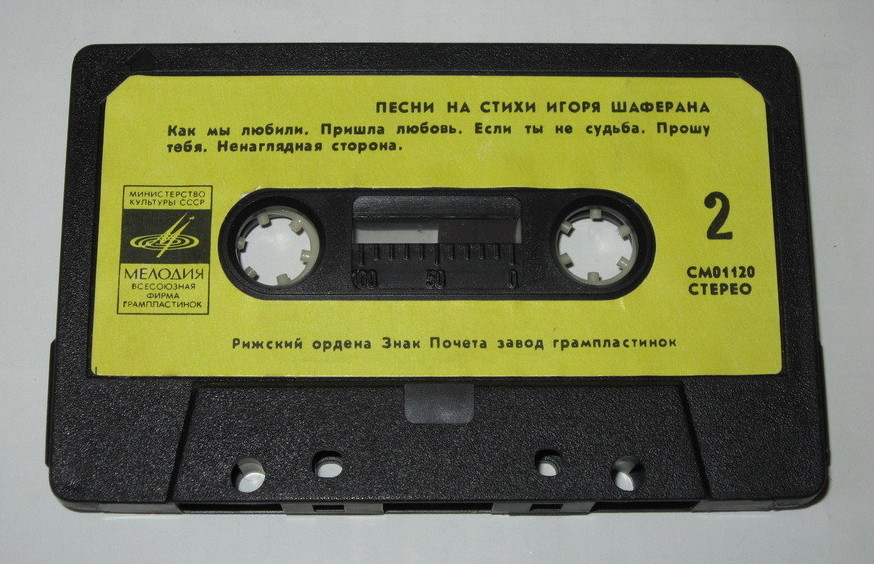 ПЕСНИ НА СТИХИ ИГОРЯ ШАФЕРАНА
Как мы любили. Пришла любовь. Если ты не судьба. Прошу
тебя. Ненаглядная сторона.
МИНИСТЕРСТВО
КУЛЬТУРЫ СССР
МЕЛОДИЯ
ВСЕСОЮЗНАЯ
ФИРМА
ГРАМПЛАСТИНОК
100 50 0
2
СМ01120
СТЕРЕО
Рижский ордена Знак Почета завод грампластинок